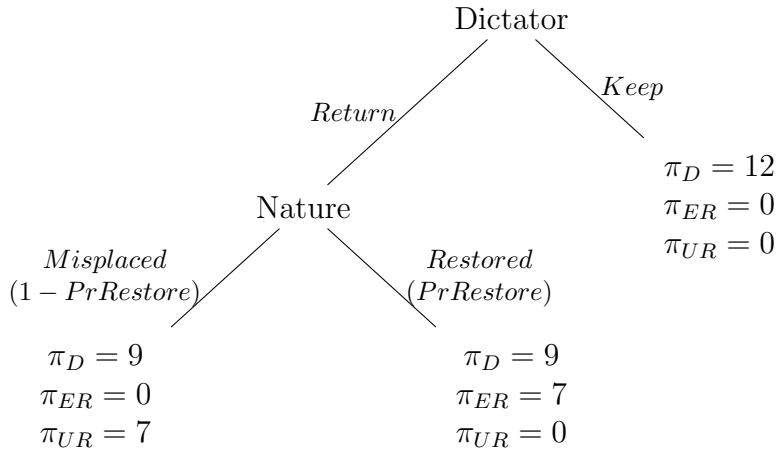 Dictator
Return
Keep
π_D = 12
π_ER = 0
π_UR = 0
Nature
Misplaced
(1 − PrRestore)
Restored
(PrRestore)
π_D = 9
π_ER = 0
π_UR = 7
π_D = 9
π_ER = 7
π_UR = 0